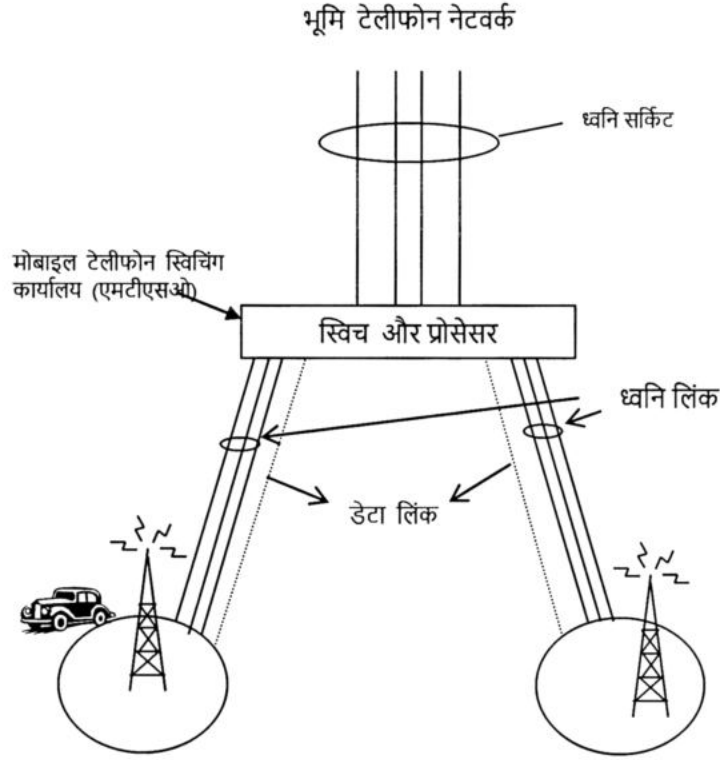 भूमि टेलीफोन नेटवर्क
ध्वनि सर्किट
मोबाइल टेलीफोन स्विचिंग
कार्यालय (एमटीएसओ)
स्विच और प्रोसेसर
ध्वनि लिंक
डेटा लिंक